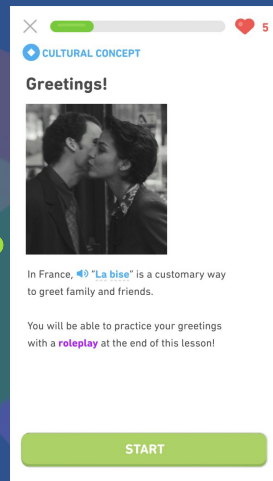 5
CULTURAL CONCEPT
Greetings!
In France, "La bise" is a customary way
to greet family and friends.
You will be able to practice your greetings
with a roleplay at the end of this lesson!
START